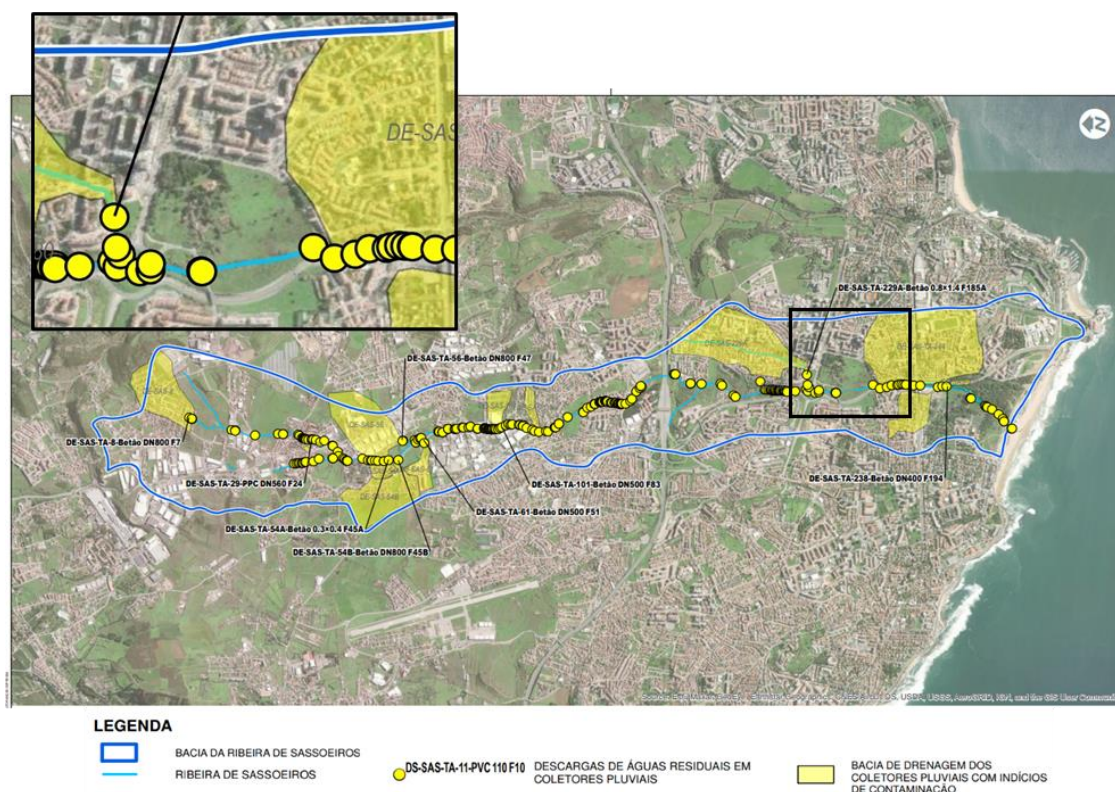 DE-SAS
N
DE-SAS-TA-229A-Betão 0.8×1.4 F185A
DE-SAS-TA-56-Betão DN800 F47
DE-SAS-TA-8-Betão DN800 F7
DE-SAS-TA-29-PPC DN560 F24
DE-SAS-TA-101-Betão DN500 F83
DE-SAS-TA-238-Betão DN400 F194
DE-SAS-TA-61-Betão DN500 F51
DE-SAS-TA-54A-Betão 0.3×0.4 F45A
DE-SAS-TA-54B-Betão DN800 F45B
LEGENDA
BACIA DA RIBEIRA DE SASSOEIROS
RIBEIRA DE SASSOEIROS
DS-SAS-TA-11-PVC 110 F10
DESCARGAS DE ÁGUAS RESIDUAIS EM
COLETORES PLUVIAIS
BACIA DE DRENAGEM DOS
COLETORES PLUVIAIS COM INDÍCIOS
DE CONTAMINAÇÃO